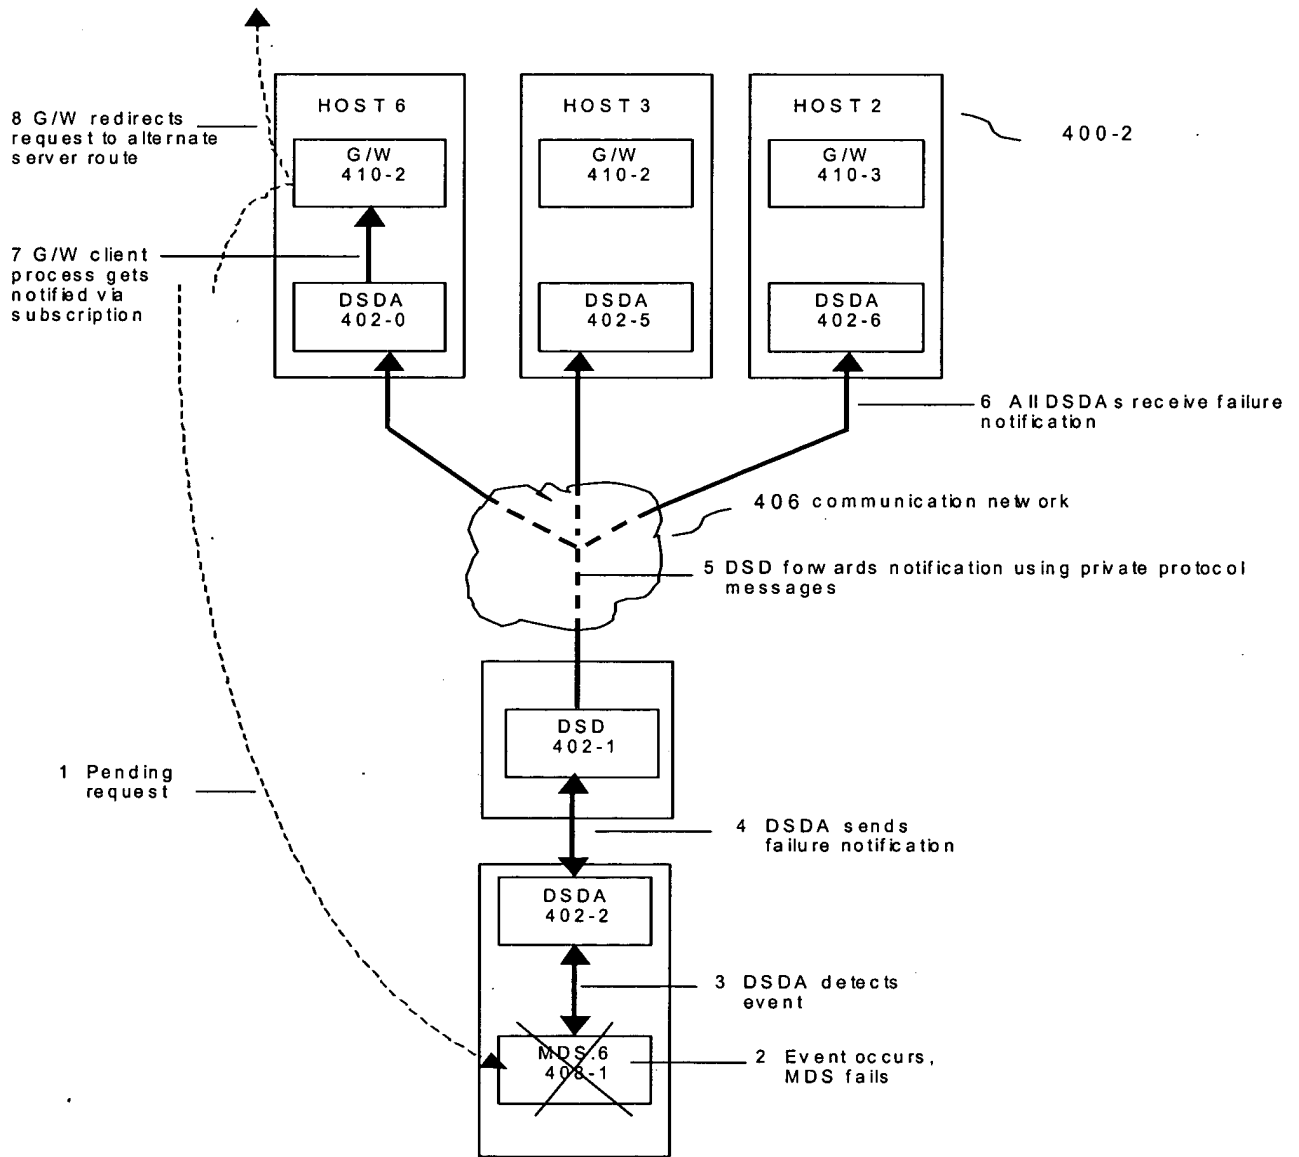 HOST 6
HOST 3
HOST 2
400-2
8 G/W redirects
request to alternate
server route
G/W
410-2
G/W
410-2
G/W
410-3
7 G/W client
process gets
notified via
subscription
DSDA
402-0
DSDA
402-5
DSDA
402-6
6 All DSDAs receive failure
notification
406 communication network
5 DSD forwards notification using private protocol
messages
DSD
402-1
1 Pending
request
4 DSDA sends
failure notification
DSDA
402-2
3 DSDA detects
event
MDS.6
408-1
2 Event occurs,
MDS fails